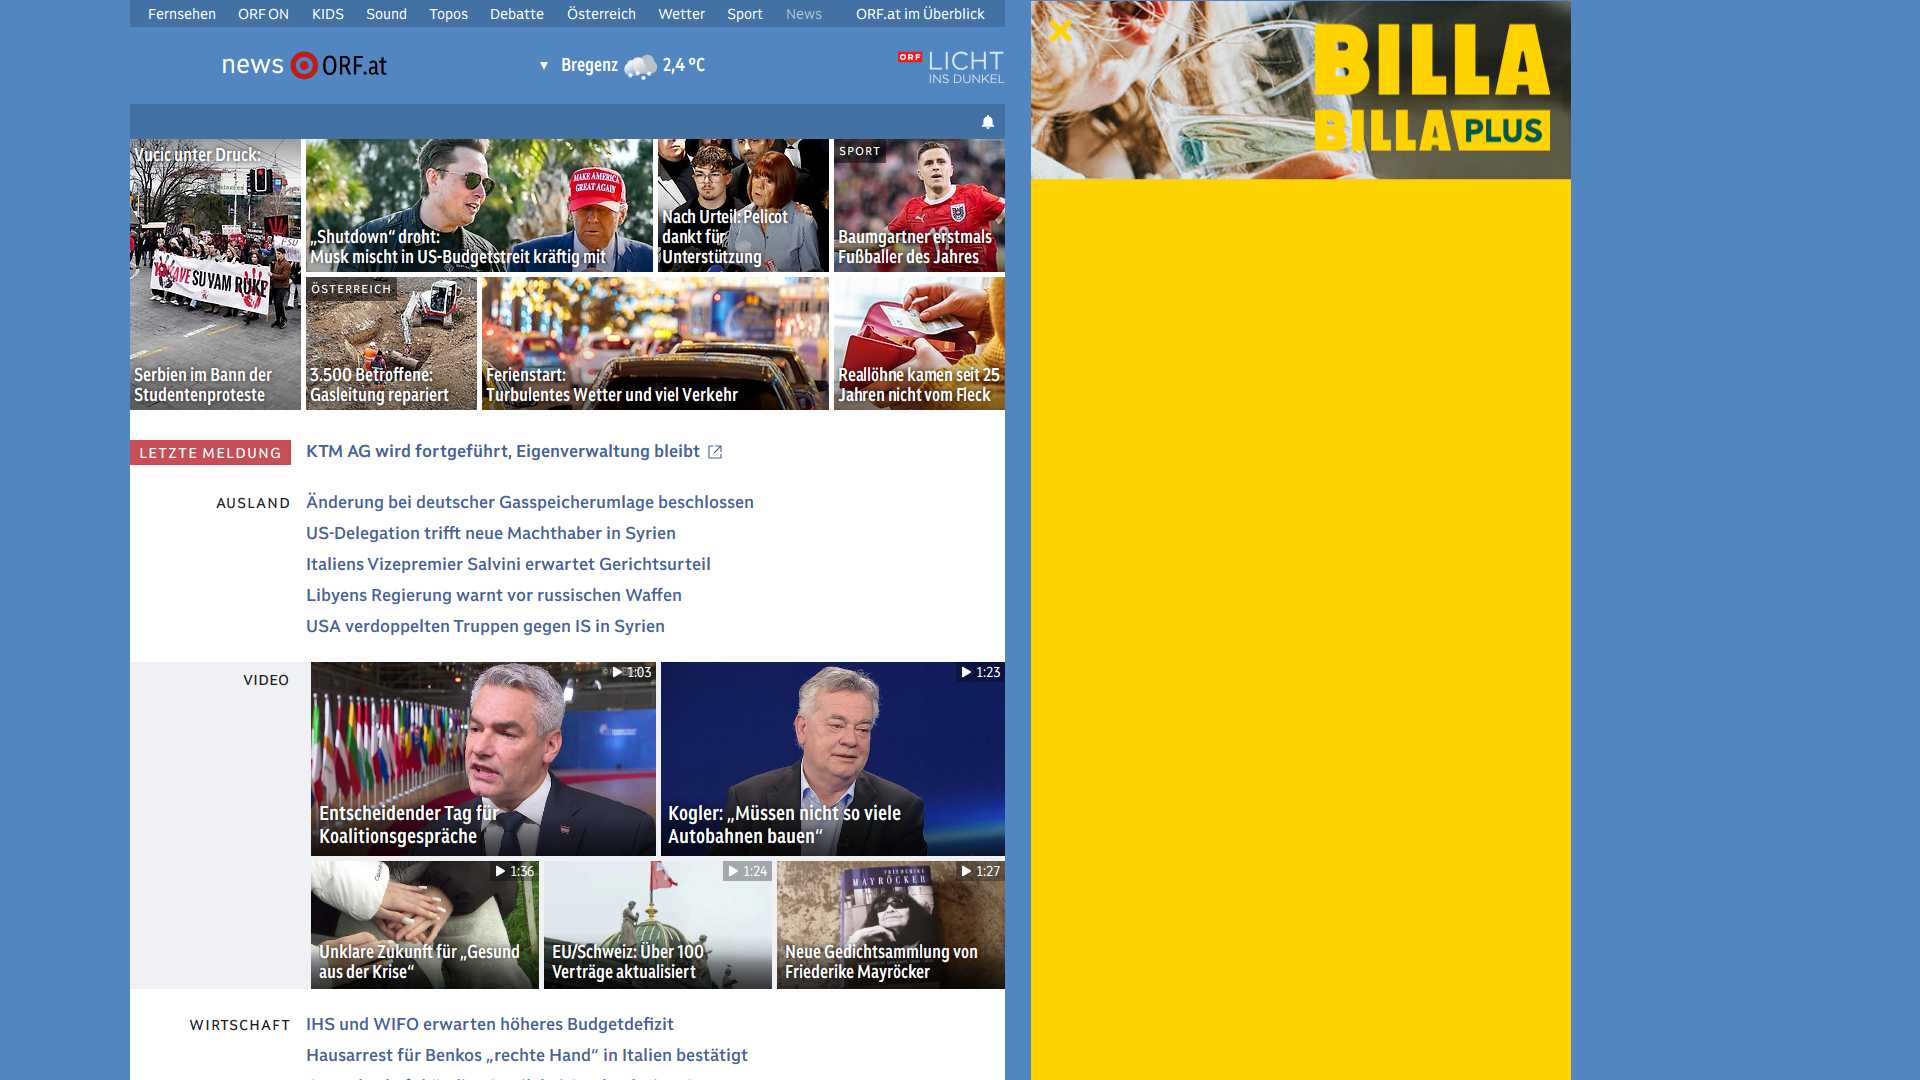 Fernsehen ORF ON KIDS Sound Topos Debatte Österreich Wetter Sport News ORF.at im Überblick
news ORF.at
▼ Bregenz 2,4 °C
ORF LICHT
INS DUNKEL
BILLA
BILLA PLUS
Vucic unter Druck:
Serbien im Bann der
Studentenproteste
MAKE AMERICA
GREAT AGAIN
„Shutdown“ droht:
Musk mischt in US-Budgetstreit kräftig mit
Nach Urteil: Pelicot
dankt für
Unterstützung
SPORT
Baumgartner erstmals
Fußballer des Jahres
ÖSTERREICH
3.500 Betroffene:
Gasleitung repariert
Ferienstart:
Turbulentes Wetter und viel Verkehr
Reallöhne kamen seit 25
Jahren nicht vom Fleck
LETZTE MELDUNG
KTM AG wird fortgeführt, Eigenverwaltung bleibt
AUSLAND
Änderung bei deutscher Gasspeicherumlage beschlossen
US-Delegation trifft neue Machthaber in Syrien
Italiens Vizepremier Salvini erwartet Gerichtsurteil
Libyens Regierung warnt vor russischen Waffen
USA verdoppelten Truppen gegen IS in Syrien
VIDEO
1:03
Entscheidender Tag für
Koalitionsgespräche
1:23
Kogler: „Müssen nicht so viele
Autobahnen bauen“
1:36
Unklare Zukunft für „Gesund
aus der Krise“
1:24
EU/Schweiz: Über 100
Verträge aktualisiert
1:27
FRIEDERIKE
MAYRÖCKER
Neue Gedichtsammlung von
Friederike Mayröcker
WIRTSCHAFT
IHS und WIFO erwarten höheres Budgetdefizit
Hausarrest für Benkos „rechte Hand“ in Italien bestätigt